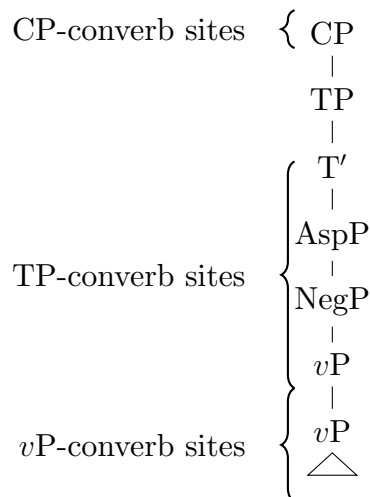 CP-converb sites { CP
TP
T′
AspP
TP-converb sites {
NegP
vP
vP-converb sites { vP